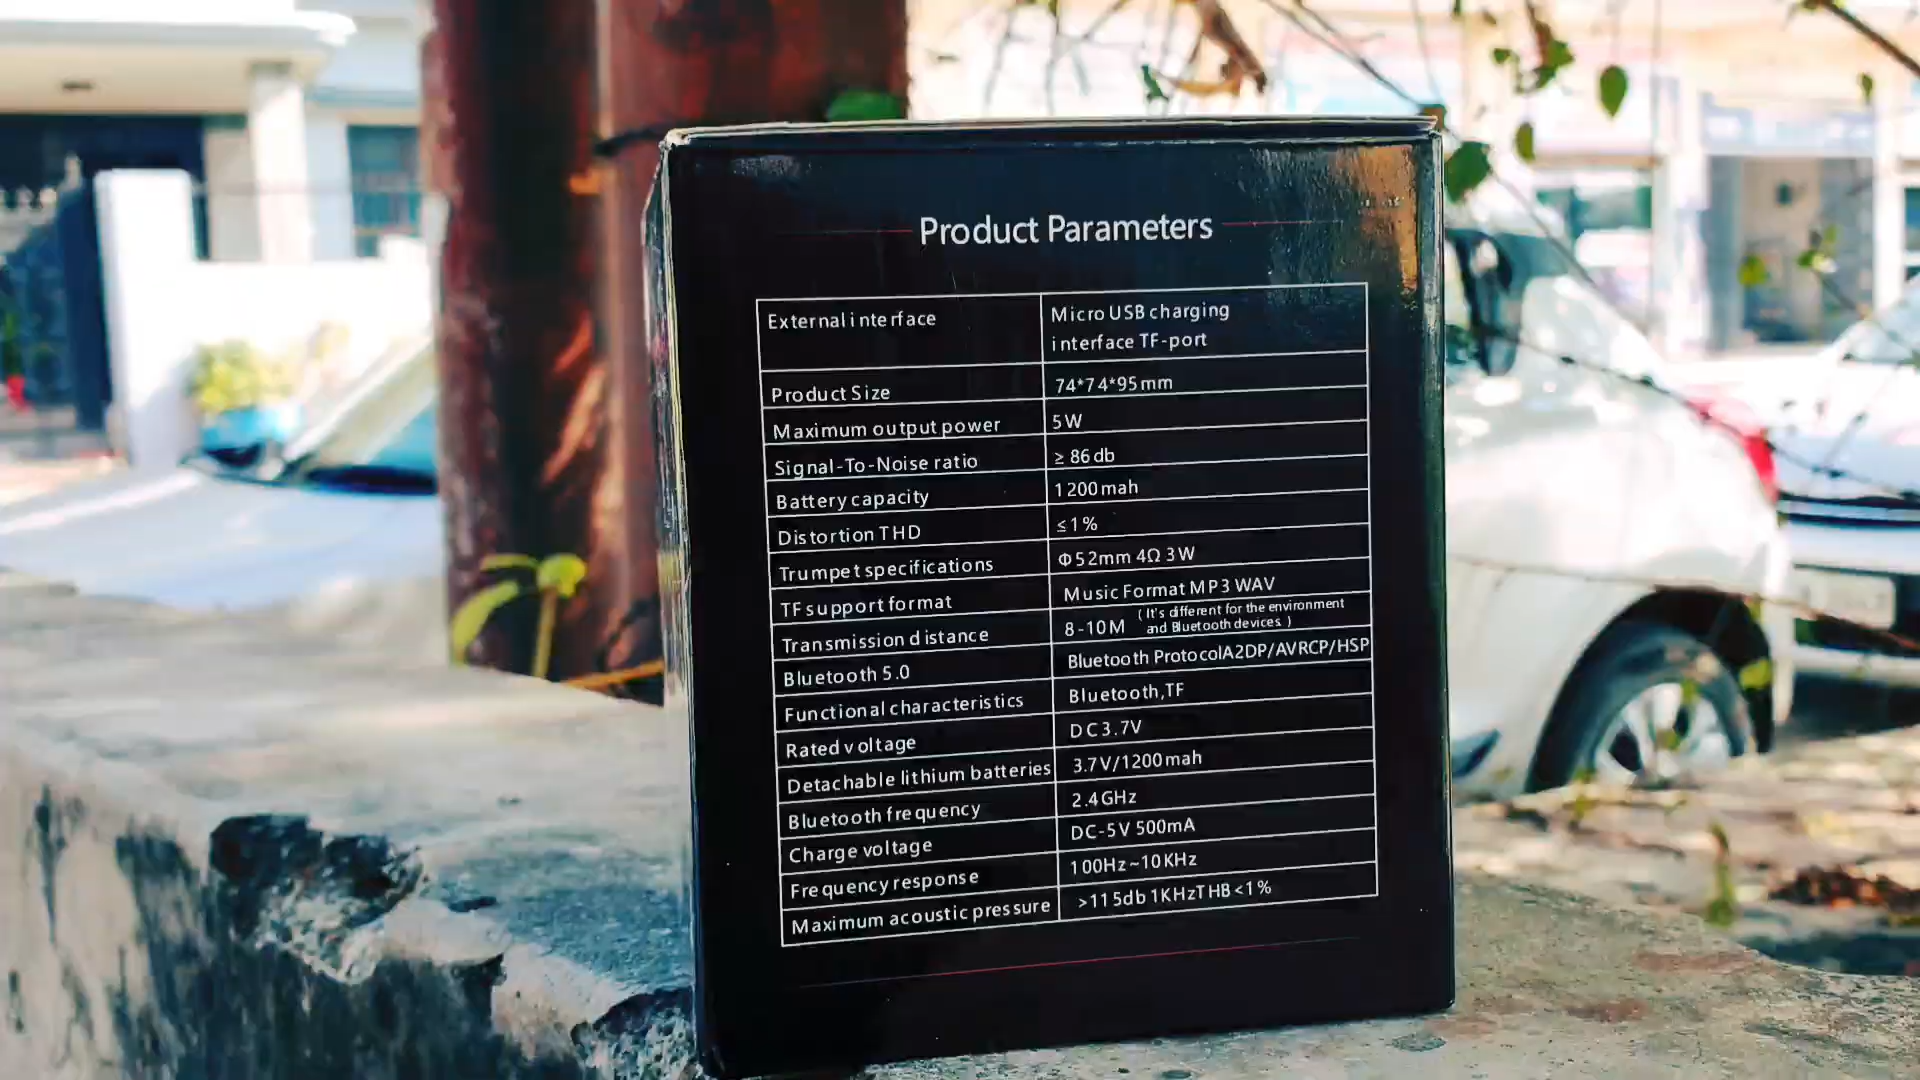 Product Parameters
External interface
Micro USB charging
interface TF-port
Product Size
74*74*95mm
Maximum output power
5W
Signal-To-Noise ratio
≥ 86db
Battery capacity
1200mah
Distortion THD
≤1%
Trumpet specifications
Φ52mm 4Ω 3W
TF support format
Music Format MP3 WAV
Transmission distance
8-10M
( It's different for the environment
and Bluetooth devices. )
Bluetooth 5.0
Bluetooth ProtocolA2DP/AVRCP/HSP
Functional characteristics
Bluetooth,TF
Rated voltage
DC3.7V
Detachable lithium batteries
3.7V/1200mah
Bluetooth frequency
2.4GHz
Charge voltage
DC-5V 500mA
Frequency response
100Hz~10KHz
Maximum acoustic pressure
>115db 1KHzTHB<1%